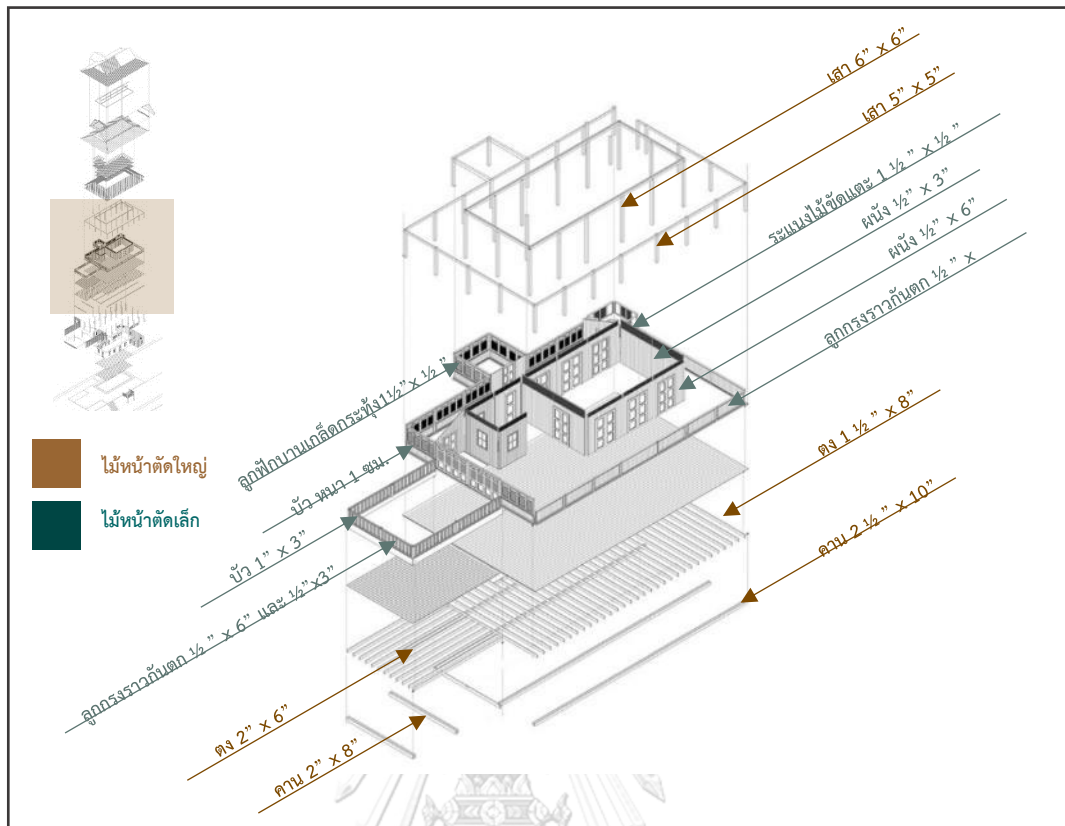 เสา 6” x 6”
เสา 5” x 5”
ระแนงไม้ขัดแตะ 1 ½ ” x ½ ”
ผนัง ½” x 3”
ผนัง ½” x 6”
ลูกกรงราวกันตก ½ ” x
ตง 1 ½” x 8”
คาน 2 ½” x 10”
ไม้หน้าตัดใหญ่
ไม้หน้าตัดเล็ก
ลูกฟักบานเกล็ดกระทุ้ง1½”x ½ ”
บัว หนา 1 ซม.
บัว 1” x 3”
ลูกกรงราวกันตก ½ ” x 6” และ ½”x3”
ตง 2” x 6”
คาน 2” x 8”